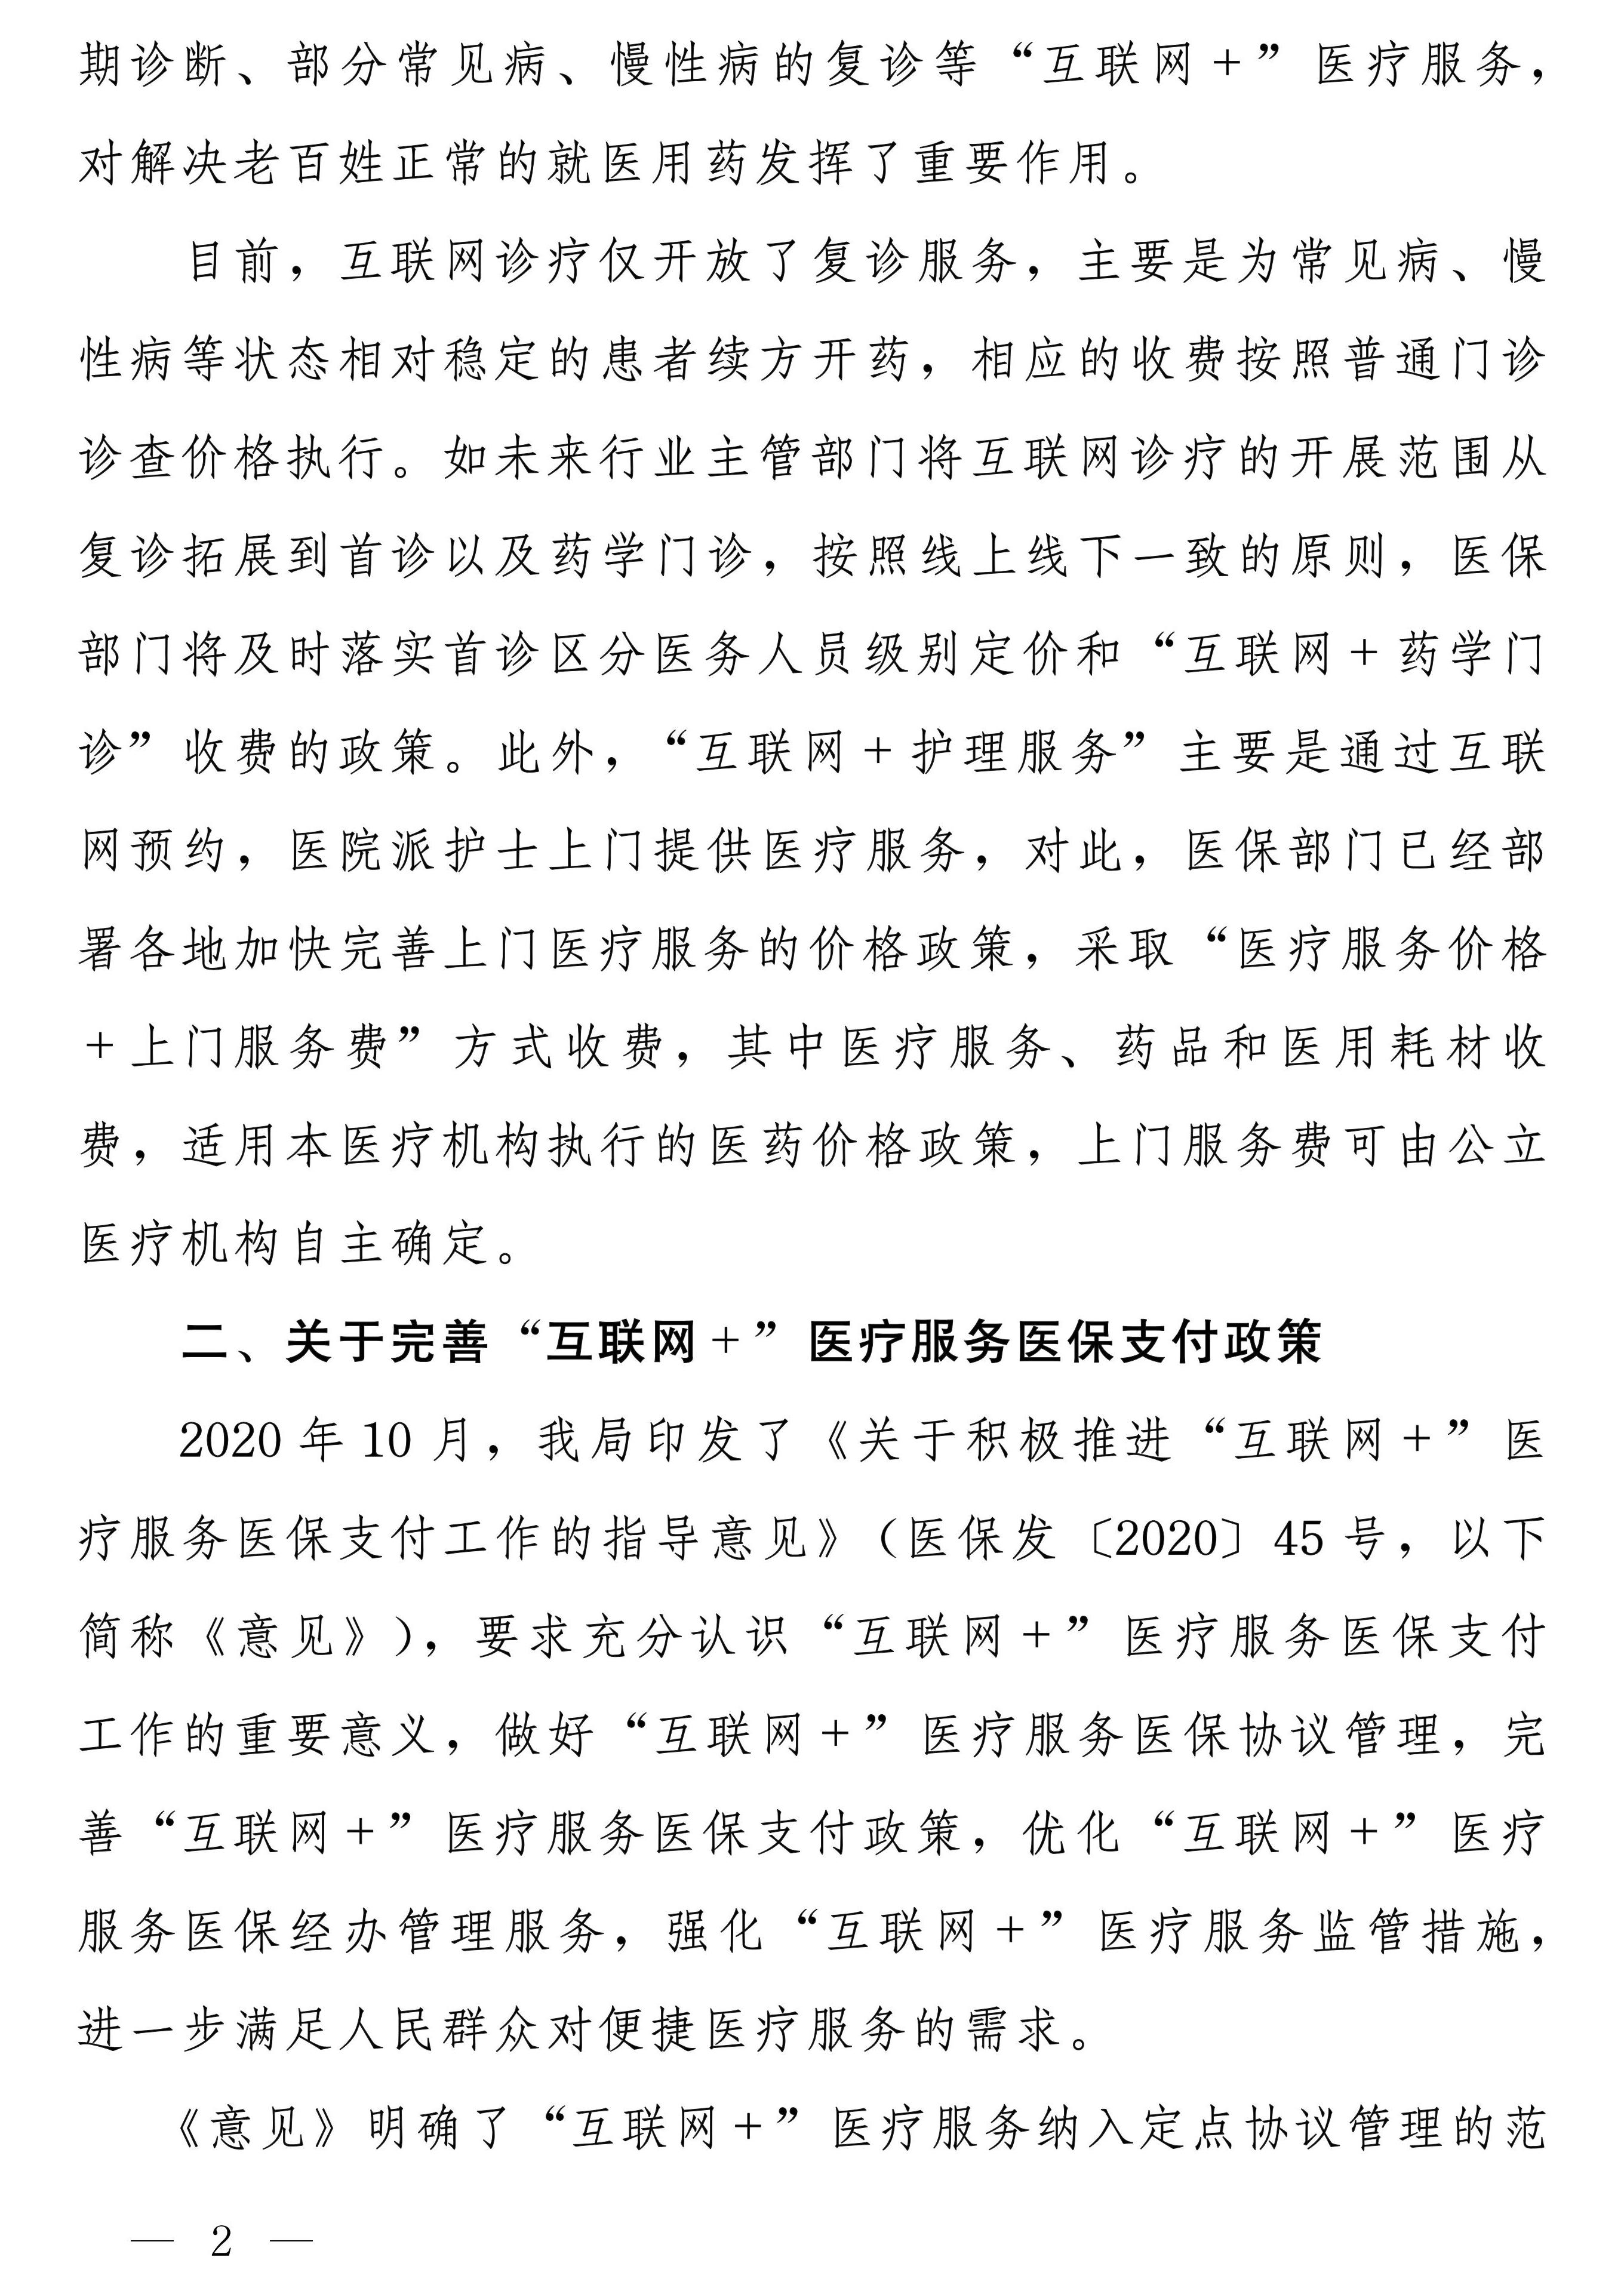 期诊断、部分常见病、慢性病的复诊等“互联网+”医疗服务，
对解决老百姓正常的就医用药发挥了重要作用。
目前，互联网诊疗仅开放了复诊服务，主要是为常见病、慢
性病等状态相对稳定的患者续方开药，相应的收费按照普通门诊
诊查价格执行。如未来行业主管部门将互联网诊疗的开展范围从
复诊拓展到首诊以及药学门诊，按照线上线下一致的原则，医保
部门将及时落实首诊区分医务人员级别定价和“互联网+药学门
诊”收费的政策。此外，“互联网+护理服务”主要是通过互联
网预约，医院派护士上门提供医疗服务，对此，医保部门已经部
署各地加快完善上门医疗服务的价格政策，采取“医疗服务价格
+上门服务费”方式收费，其中医疗服务、药品和医用耗材收
费，适用本医疗机构执行的医药价格政策，上门服务费可由公立
医疗机构自主确定。
二、关于完善“互联网+”医疗服务医保支付政策
2020年10月，我局印发了《关于积极推进“互联网+”医
疗服务医保支付工作的指导意见》（医保发〔2020〕45号，以下
简称《意见》），要求充分认识“互联网+”医疗服务医保支付
工作的重要意义，做好“互联网+”医疗服务医保协议管理，完
善“互联网+”医疗服务医保支付政策，优化“互联网+”医疗
服务医保经办管理服务，强化“互联网+”医疗服务监管措施，
进一步满足人民群众对便捷医疗服务的需求。
《意见》明确了“互联网+”医疗服务纳入定点协议管理的范
— 2 —